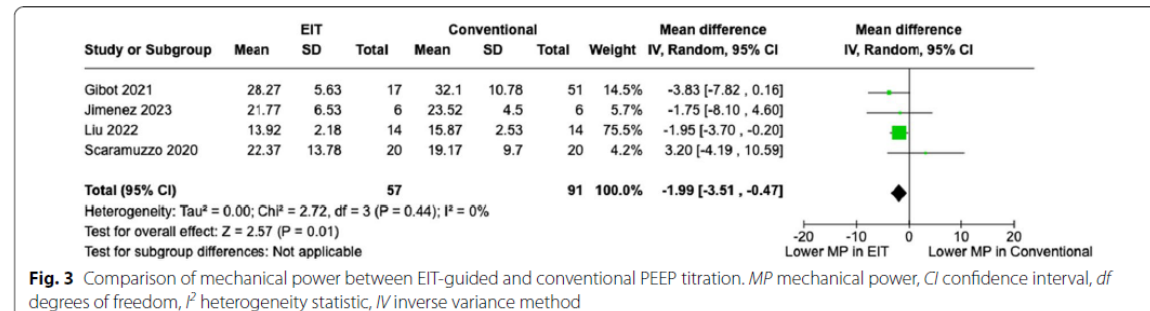 EIT Conventional Mean difference Mean difference
Study or Subgroup Mean SD Total Mean SD Total Weight IV, Random, 95% CI IV, Random, 95% CI
Gibot 2021 28.27 5.63 17 32.1 10.78 51 14.5% -3.83 [-7.82 , 0.16]
Jimenez 2023 21.77 6.53 6 23.52 4.5 6 5.7% -1.75 [-8.10 , 4.60]
Liu 2022 13.92 2.18 14 15.87 2.53 14 75.5% -1.95 [-3.70 , -0.20]
Scaramuzzo 2020 22.37 13.78 20 19.17 9.7 20 4.2% 3.20 [-4.19 , 10.59]
Total (95% CI) 57 91 100.0% -1.99 [-3.51 , -0.47]
Heterogeneity: Tau² = 0.00; Chi² = 2.72, df = 3 (P = 0.44); I² = 0%
Test for overall effect: Z = 2.57 (P = 0.01)
Test for subgroup differences: Not applicable
-20 -10 0 10 20
Lower MP in EIT Lower MP in Conventional
Fig. 3 Comparison of mechanical power between EIT-guided and conventional PEEP titration. MP mechanical power, CI confidence interval, df
degrees of freedom, I² heterogeneity statistic, IV inverse variance method